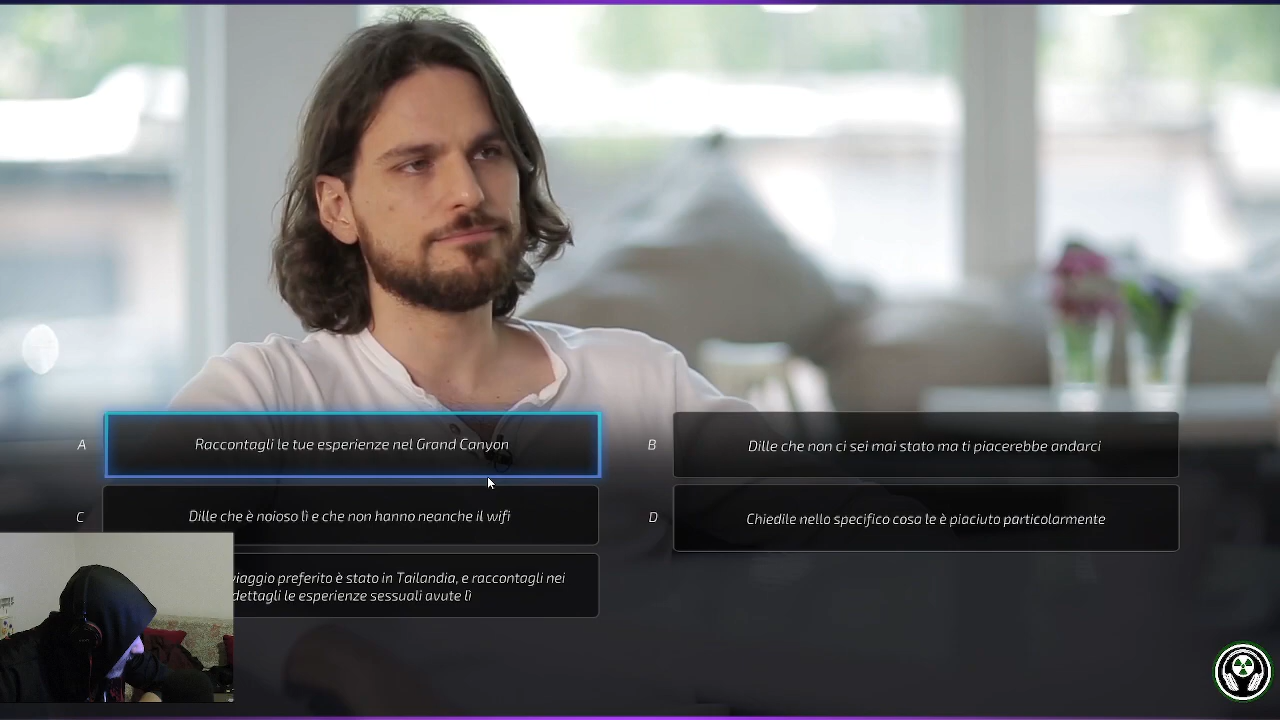 A
Raccontagli le tue esperienze nel Grand Canyon
B
Dille che non ci sei mai stato ma ti piacerebbe andarci
C
Dille che è noioso lì e che non hanno neanche il wifi
D
Chiedile nello specifico cosa le è piaciuto particolarmente
viaggio preferito è stato in Tailandia, e raccontagli nei
dettagli le esperienze sessuali avute lì